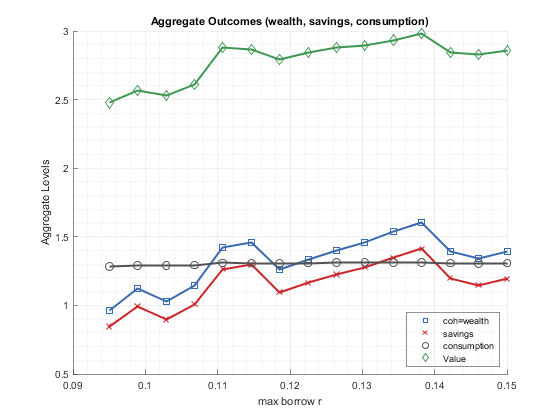 Aggregate Outcomes (wealth, savings, consumption)
Aggregate Levels
3
2.5
2
1.5
1
0.5
0.09
0.1
0.11
0.12
0.13
0.14
0.15
max borrow r
coh=wealth
savings
consumption
Value